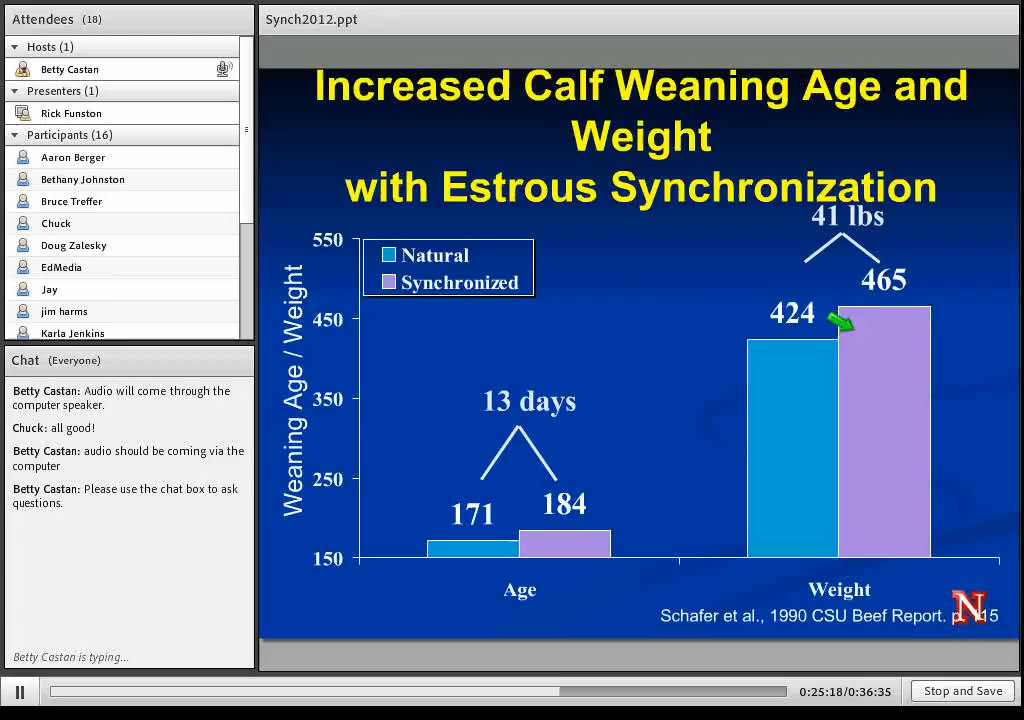 Attendees (18)
Hosts (1)
Betty Castan
Presenters (1)
Rick Funston
Participants (16)
Aaron Berger
Bethany Johnston
Bruce Treffer
Chuck
Doug Zalesky
EdMedia
Jay
jim harms
Karla Jenkins
Chat (Everyone)
Betty Castan: Audio will come through the
computer speaker.
Chuck: all good!
Betty Castan: audio should be coming via the
computer
Betty Castan: Please use the chat box to ask
questions.
Betty Castan is typing...
Synch2012.ppt
Increased Calf Weaning Age and
Weight
with Estrous Synchronization
41 lbs
550
Natural
Synchronized
465
450
424
Weaning Age / Weight
350
13 days
250
171
184
150
Age
Weight
Schafer et al., 1990 CSU Beef Report.
N
0:25:18/0:36:35
Stop and Save